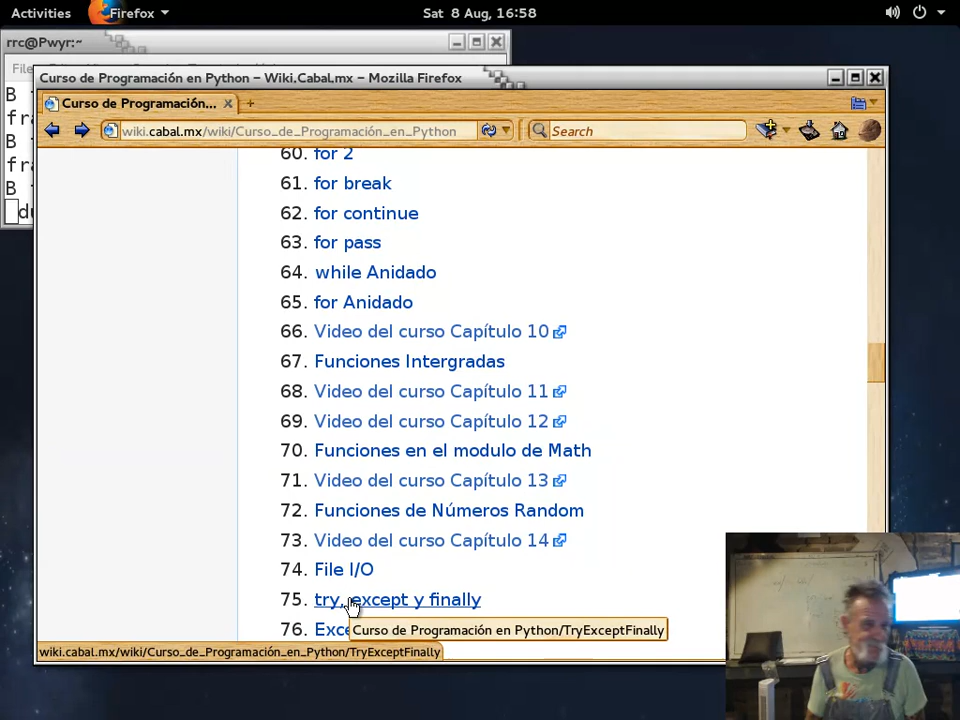 Activities Firefox Sat 8 Aug, 16:58
rrc@Pwyr:~
File
B
fra
B
fra
B
du
Curso de Programación en Python – Wiki.Cabal.mx – Mozilla Firefox
Curso de Programación...
wiki.cabal.mx/wiki/Curso_de_Programación_en_Python Search
60. for 2
61. for break
62. for continue
63. for pass
64. while Anidado
65. for Anidado
66. Video del curso Capítulo 10
67. Funciones Intergradas
68. Video del curso Capítulo 11
69. Video del curso Capítulo 12
70. Funciones en el modulo de Math
71. Video del curso Capítulo 13
72. Funciones de Números Random
73. Video del curso Capítulo 14
74. File I/O
75. try, except y finally
76. Exce
Curso de Programación en Python/TryExceptFinally
wiki.cabal.mx/wiki/Curso_de_Programación_en_Python/TryExceptFinally